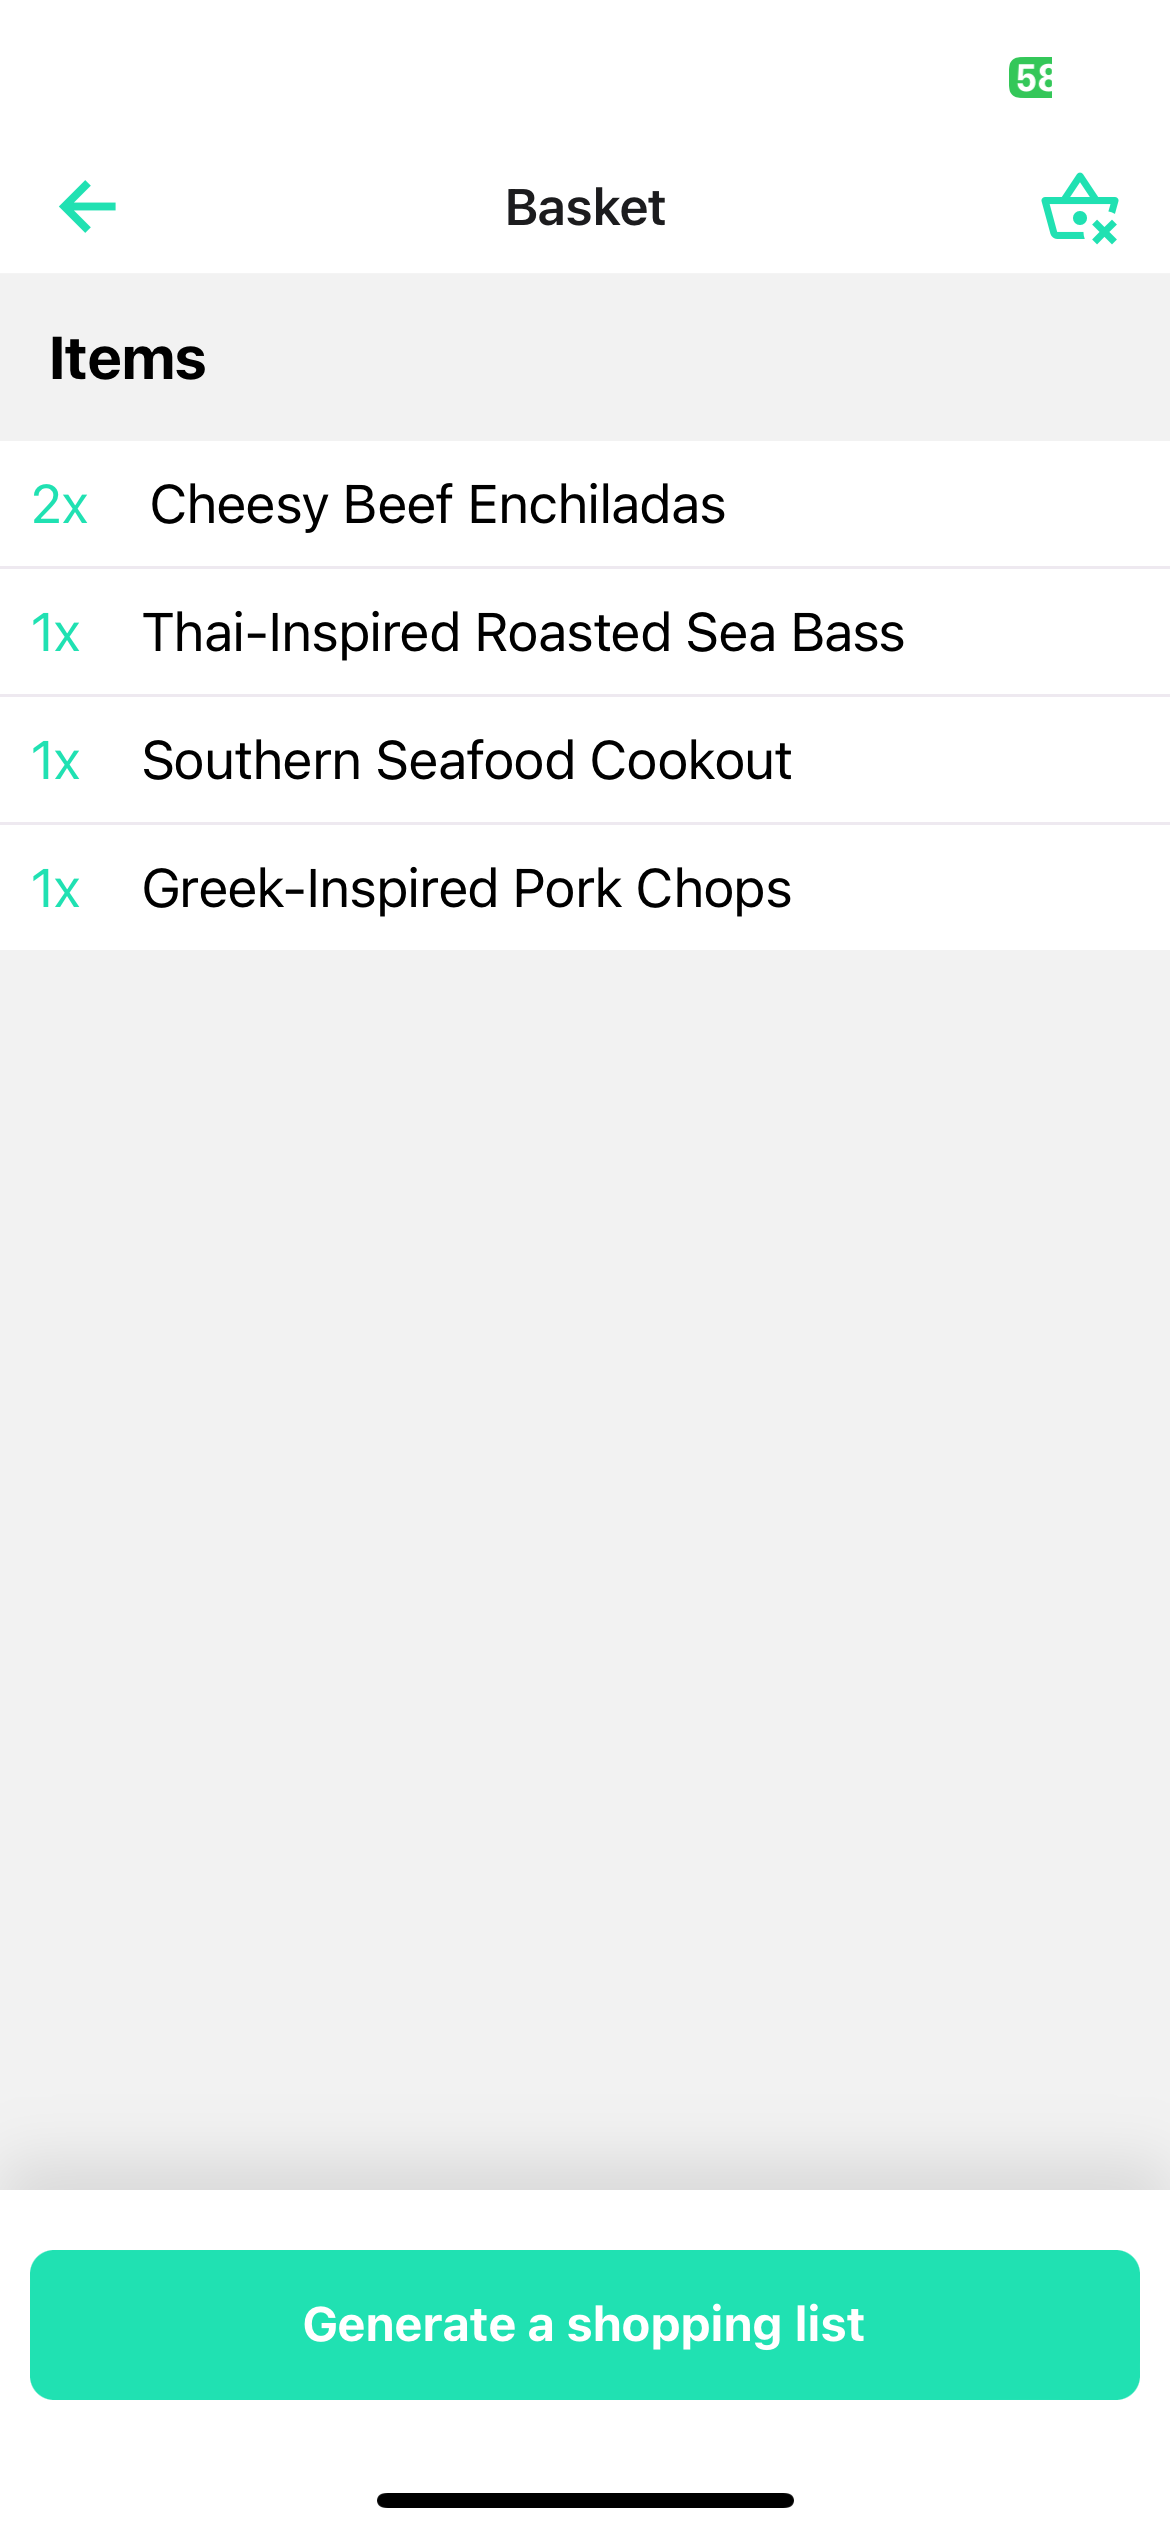 Basket
Items
2x Cheesy Beef Enchiladas
1x Thai-Inspired Roasted Sea Bass
1x Southern Seafood Cookout
1x Greek-Inspired Pork Chops
Generate a shopping list